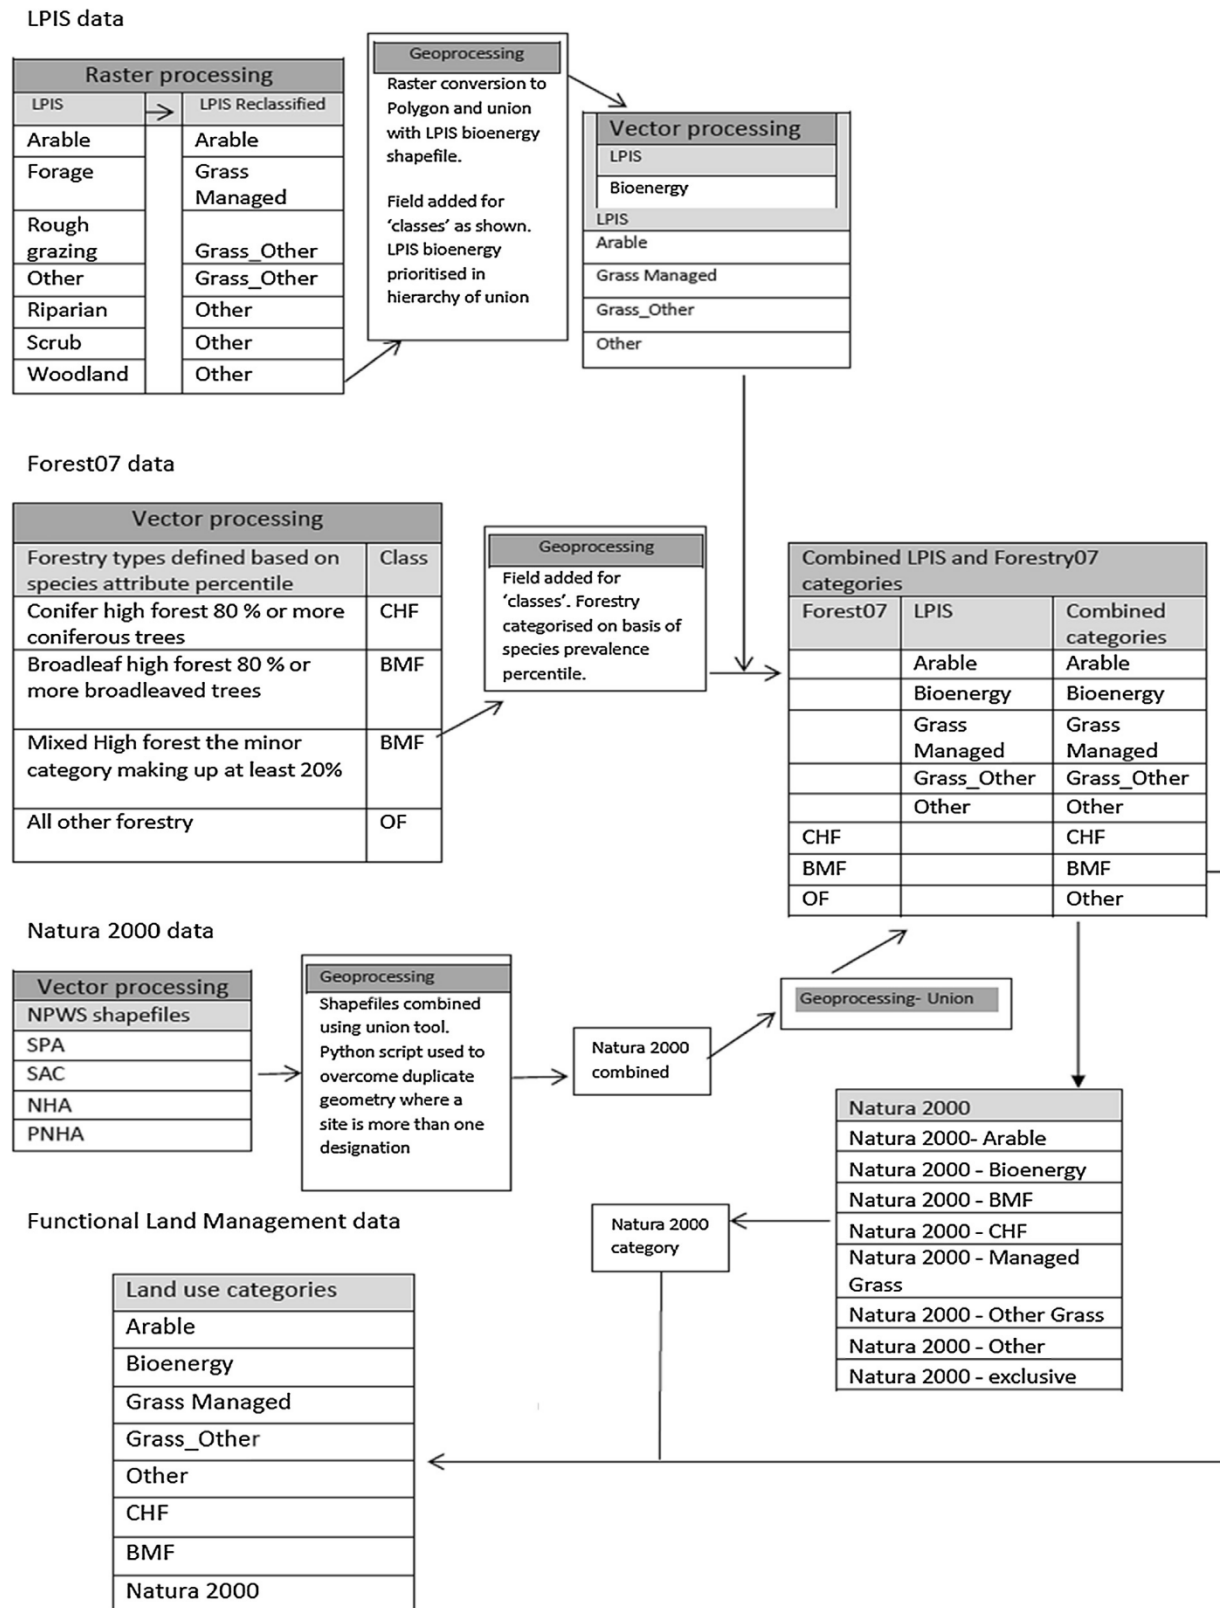 LPIS data
Raster processing
LPIS
LPIS Reclassified
Arable
Arable
Forage
Grass
Managed
Rough
grazing
Grass_Other
Other
Grass_Other
Riparian
Other
Scrub
Other
Woodland
Other
Geoprocessing
Raster conversion to
Polygon and union
with LPIS bioenergy
shapefile.
Field added for
‘classes’ as shown.
LPIS bioenergy
prioritised in
hierarchy of union
Vector processing
LPIS
Bioenergy
LPIS
Arable
Grass Managed
Grass_Other
Other
Forest07 data
Vector processing
Forestry types defined based on
species attribute percentile
Class
Conifer high forest 80 % or more
coniferous trees
CHF
Broadleaf high forest 80 % or
more broadleaved trees
BMF
Mixed High forest the minor
category making up at least 20%
BMF
All other forestry
OF
Geoprocessing
Field added for
‘classes’. Forestry
categorised on basis of
species prevalence
percentile.
Combined LPIS and Forestry07
categories
Forest07
LPIS
Combined
categories
Arable
Arable
Bioenergy
Bioenergy
Grass
Managed
Grass
Managed
Grass_Other
Grass_Other
Other
Other
CHF
CHF
BMF
BMF
OF
Other
Natura 2000 data
Vector processing
NPWS shapefiles
SPA
SAC
NHA
PNHA
Geoprocessing
Shapefiles combined
using union tool.
Python script used to
overcome duplicate
geometry where a
site is more than one
designation
Natura 2000
combined
Geoprocessing- Union
Natura 2000
Natura 2000- Arable
Natura 2000 - Bioenergy
Natura 2000 - BMF
Natura 2000 - CHF
Natura 2000 - Managed
Grass
Natura 2000 - Other Grass
Natura 2000 - Other
Natura 2000 - exclusive
Natura 2000
category
Functional Land Management data
Land use categories
Arable
Bioenergy
Grass Managed
Grass_Other
Other
CHF
BMF
Natura 2000